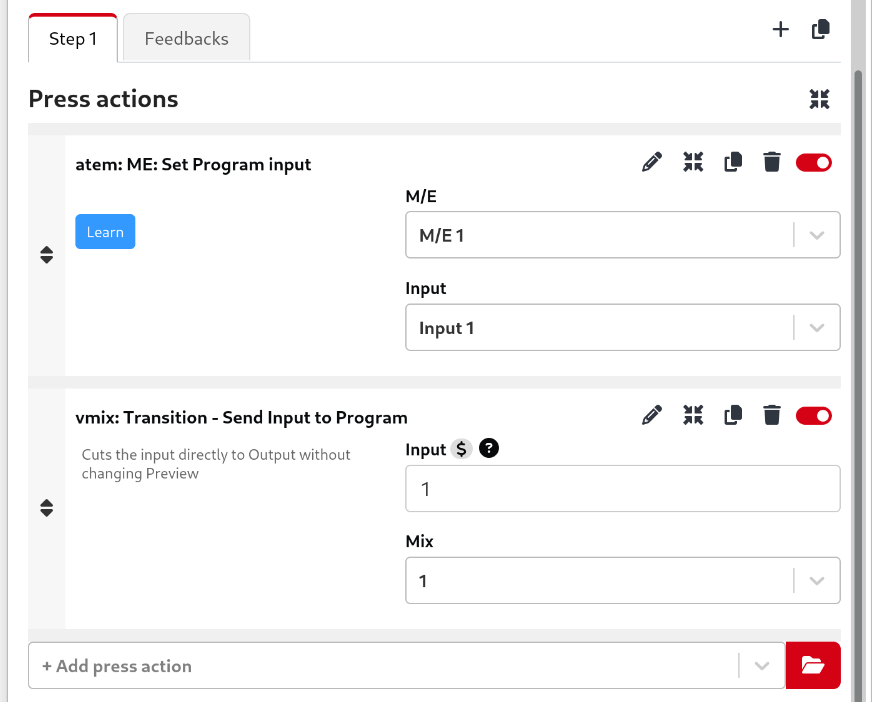 Step 1
Feedbacks
Press actions
atem: ME: Set Program input
Learn
M/E
M/E 1
Input
Input 1
vmix: Transition - Send Input to Program
Cuts the input directly to Output without
changing Preview
Input $ ?
1
Mix
1
+ Add press action